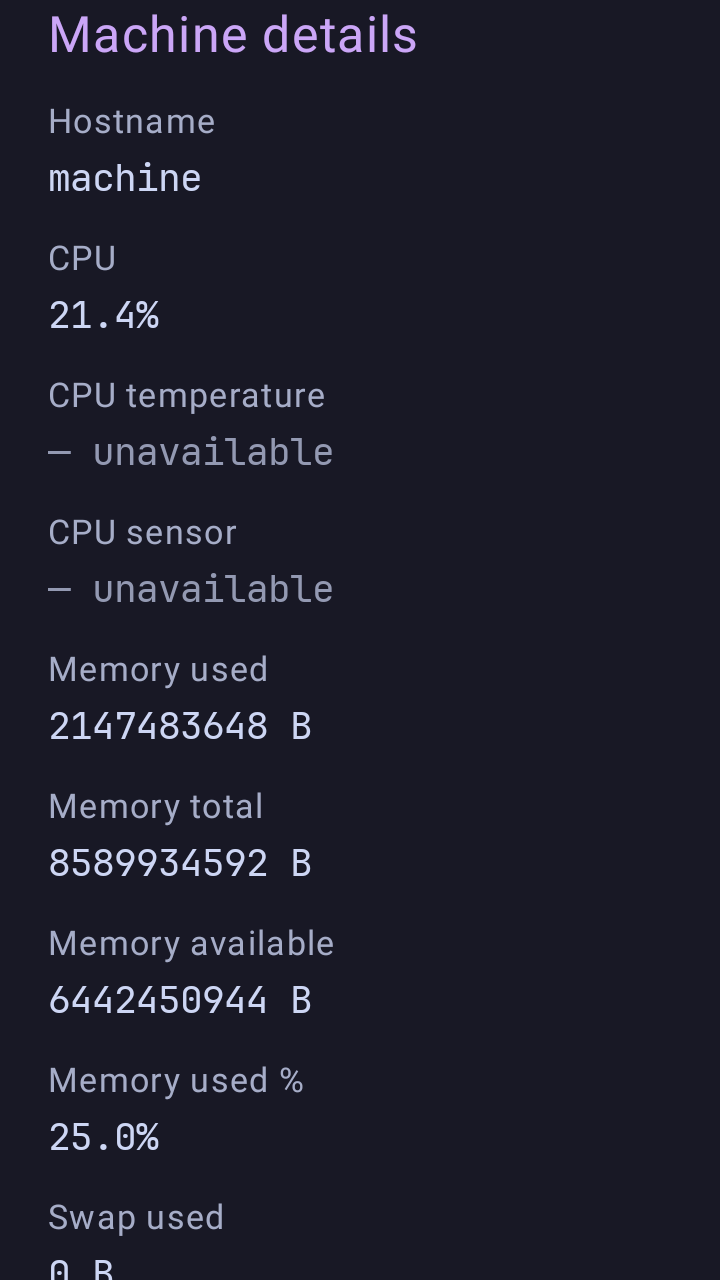 Machine details
Hostname
machine
CPU
21.4%
CPU temperature
— unavailable
CPU sensor
— unavailable
Memory used
2147483648 B
Memory total
8589934592 B
Memory available
6442450944 B
Memory used %
25.0%
Swap used
0 B